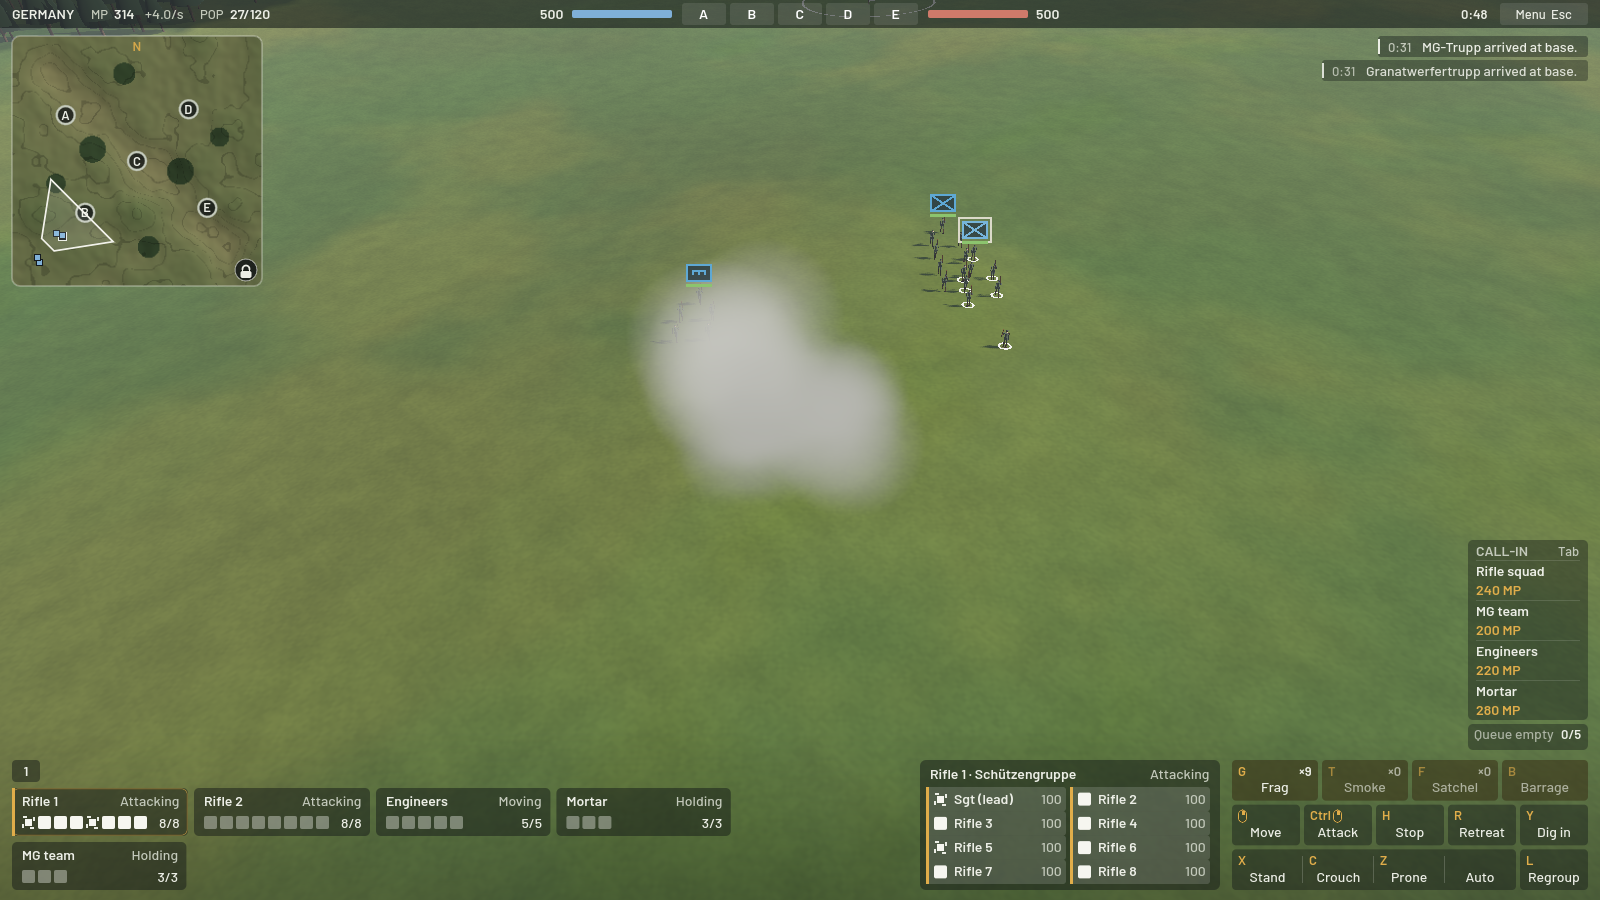 GERMANY MP 314 +4.0/s POP 27/120
500 A B C D E 500
0:48 Menu Esc
N
A
D
C
B
E
0:31 MG-Trupp arrived at base.
0:31 Granatwerfertrupp arrived at base.
CALL-IN Tab
Rifle squad
240 MP
MG team
200 MP
Engineers
220 MP
Mortar
280 MP
Queue empty 0/5
1
Rifle 1 Attacking
8/8
Rifle 2 Attacking
8/8
Engineers Moving
5/5
Mortar Holding
3/3
MG team Holding
3/3
Rifle 1 · Schützengruppe Attacking
Sgt (lead) 100 Rifle 2 100
Rifle 3 100 Rifle 4 100
Rifle 5 100 Rifle 6 100
Rifle 7 100 Rifle 8 100
G ×9 T ×0 F ×0 B
Frag Smoke Satchel Barrage
Ctrl H R Y
Move Attack Stop Retreat Dig in
X C Z L
Stand Crouch Prone Auto Regroup